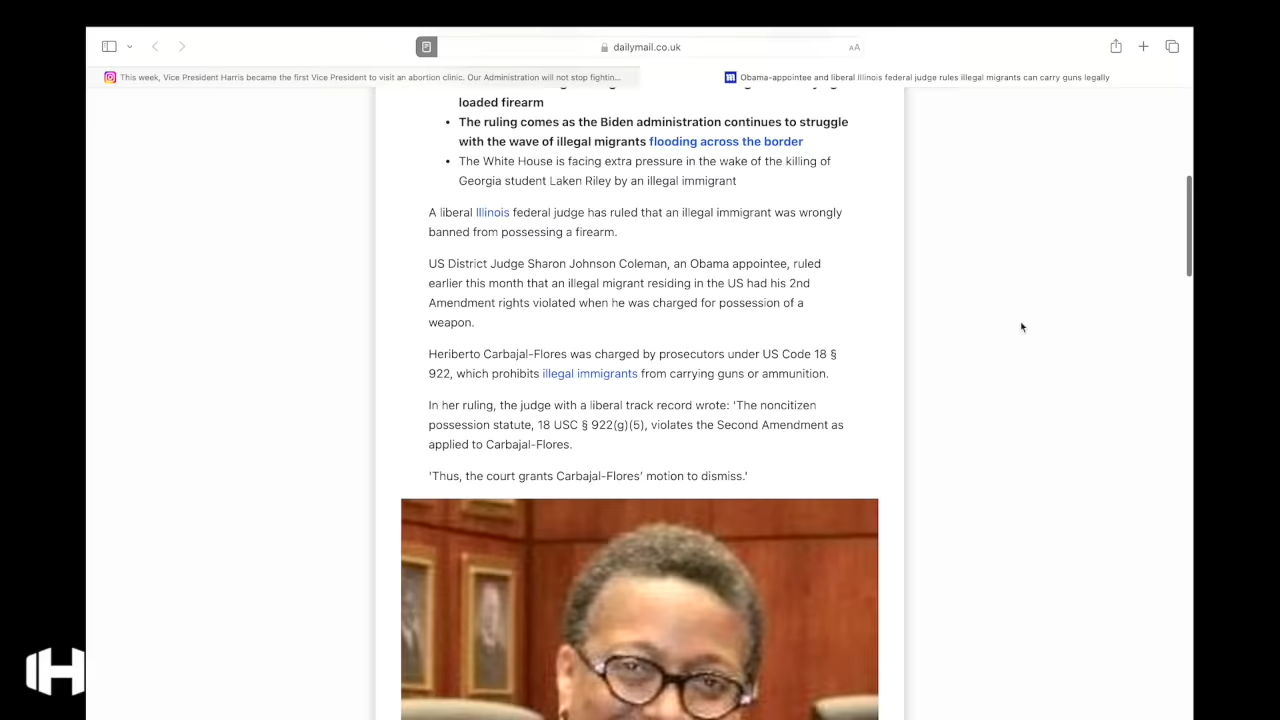 dailymail.co.uk
AA
This week, Vice President Harris became the first Vice President to visit an abortion clinic. Our Administration will not stop fightin...
Obama-appointee and liberal Illinois federal judge rules illegal migrants can carry guns legally
loaded firearm
• The ruling comes as the Biden administration continues to struggle
with the wave of illegal migrants flooding across the border
• The White House is facing extra pressure in the wake of the killing of
Georgia student Laken Riley by an illegal immigrant
A liberal Illinois federal judge has ruled that an illegal immigrant was wrongly
banned from possessing a firearm.
US District Judge Sharon Johnson Coleman, an Obama appointee, ruled
earlier this month that an illegal migrant residing in the US had his 2nd
Amendment rights violated when he was charged for possession of a
weapon.
Heriberto Carbajal-Flores was charged by prosecutors under US Code 18 §
922, which prohibits illegal immigrants from carrying guns or ammunition.
In her ruling, the judge with a liberal track record wrote: 'The noncitizen
possession statute, 18 USC § 922(g)(5), violates the Second Amendment as
applied to Carbajal-Flores.
'Thus, the court grants Carbajal-Flores' motion to dismiss.'
H